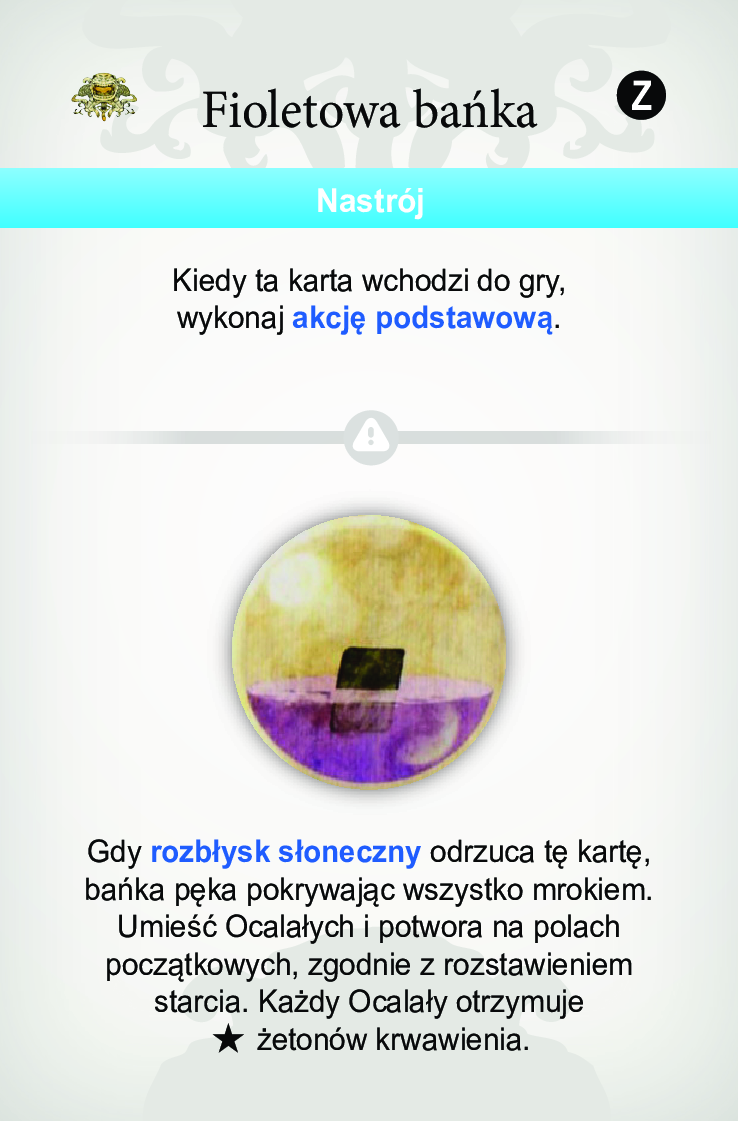 Fioletowa bańka
Z
Nastrój
Kiedy ta karta wchodzi do gry,
wykonaj akcję podstawową.
Gdy rozbłysk słoneczny odrzuca tę kartę,
bańka pęka pokrywając wszystko mrokiem.
Umieść Ocalałych i potwora na polach
początkowych, zgodnie z rozstawieniem
starcia. Każdy Ocalały otrzymuje
★ żetonów krwawienia.